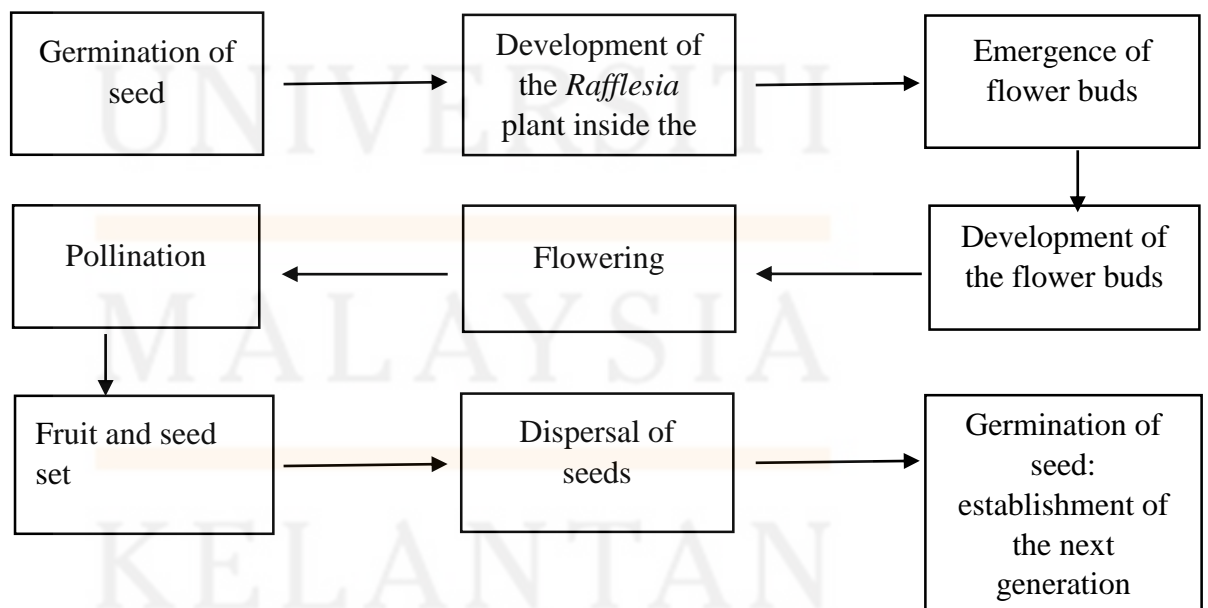 Germination of
seed
Development of
the Rafflesia
plant inside the
Emergence of
flower buds
Development of
the flower buds
Flowering
Pollination
Fruit and seed
set
Dispersal of
seeds
Germination of
seed:
establishment of
the next
generation
UNIVERSITI
MALAYSIA
KELANTAN